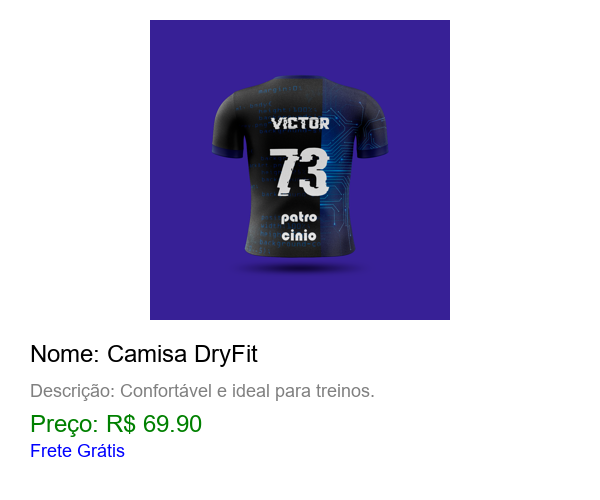 VICTOR
73
patro
cinio
Nome: Camisa DryFit
Descrição: Confortável e ideal para treinos.
Preço: R$ 69.90
Frete Grátis